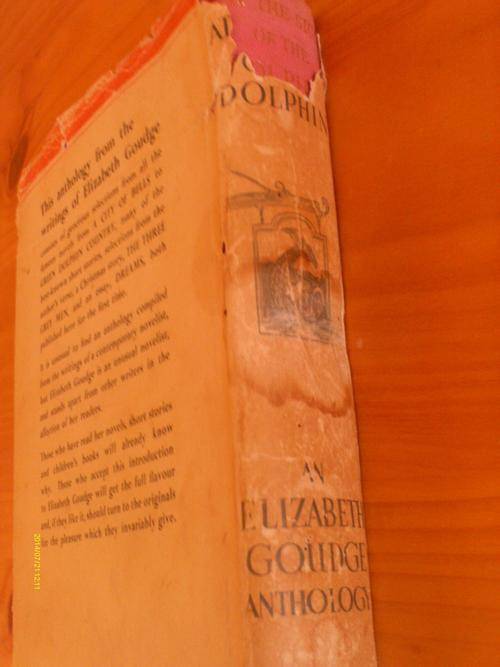 This anthology from the
writings of Elizabeth Goudge
consists of generous selections from all the
famous novels from A CITY OF BELLS to
GREEN DOLPHIN COUNTRY, many of the
best-known short stories, selections from the
author's verse, a Christmas story, THE THREE
GREY MEN, and an essay, DREAMS, both
published here for the first time.
It is unusual to find an anthology compiled
from the writings of a contemporary novelist,
but Elizabeth Goudge is an unusual novelist,
and stands apart from other writers in the
affection of her readers.
Those who have read her novels, short stories
and children's books will already know
why. Those who accept this introduction
to Elizabeth Goudge will get the full flavour
and, if they like it, should turn to the originals
for the pleasure which they invariably give.
OF THE
DOLPHIN
AN
ELIZABETH
GOUDGE
ANTHOLOGY